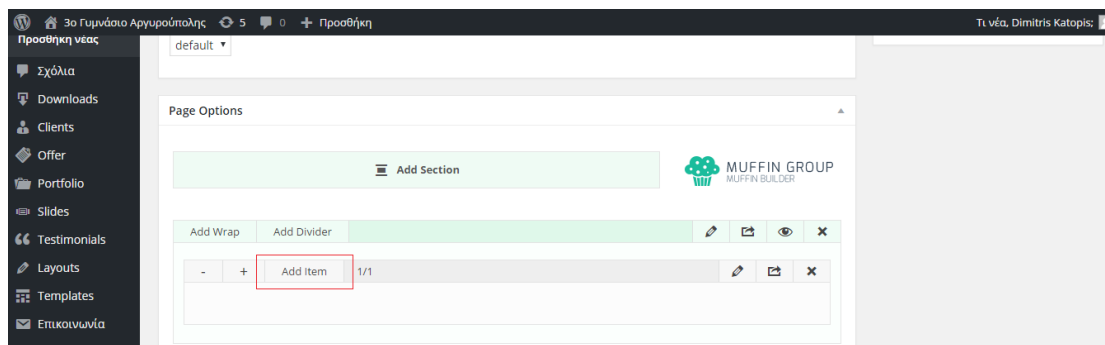 3ο Γυμνάσιο Αργυρούπολης 5 0 + Προσθήκη Τι νέα, Dimitris Katopis;
Προσθήκη νέας
Σχόλια
Downloads
Clients
Offer
Portfolio
Slides
Testimonials
Layouts
Templates
Επικοινωνία
default
Page Options
Add Section
MUFFIN GROUP
MUFFIN BUILDER
Add Wrap Add Divider
- + Add Item 1/1